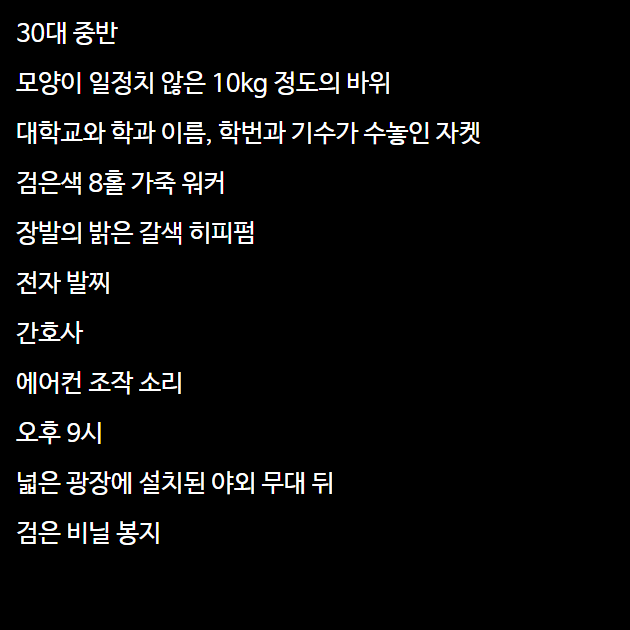 30대 중반
모양이 일정치 않은 10kg 정도의 바위
대학교와 학과 이름, 학번과 기수가 수놓인 자켓
검은색 8홀 가죽 워커
장발의 밝은 갈색 히피펌
전자 발찌
간호사
에어컨 조작 소리
오후 9시
넓은 광장에 설치된 야외 무대 뒤
검은 비닐 봉지